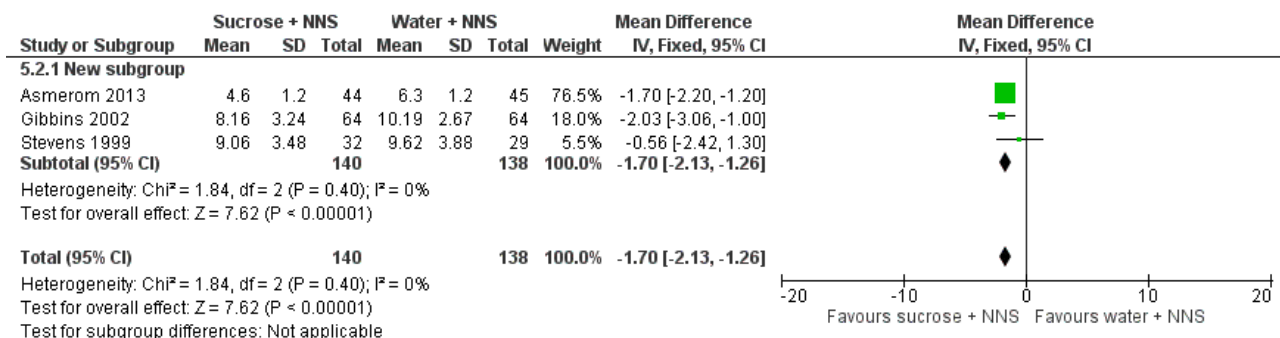 Sucrose + NNS Water + NNS Mean Difference Mean Difference
Study or Subgroup Mean SD Total Mean SD Total Weight IV, Fixed, 95% CI IV, Fixed, 95% CI
5.2.1 New subgroup
Asmerom 2013 4.6 1.2 44 6.3 1.2 45 76.5% -1.70 [-2.20, -1.20]
Gibbins 2002 8.16 3.24 64 10.19 2.67 64 18.0% -2.03 [-3.06, -1.00]
Stevens 1999 9.06 3.48 32 9.62 3.88 29 5.5% -0.56 [-2.42, 1.30]
Subtotal (95% CI) 140 138 100.0% -1.70 [-2.13, -1.26]
Heterogeneity: Chi² = 1.84, df = 2 (P = 0.40); I² = 0%
Test for overall effect: Z = 7.62 (P < 0.00001)
Total (95% CI) 140 138 100.0% -1.70 [-2.13, -1.26]
Heterogeneity: Chi² = 1.84, df = 2 (P = 0.40); I² = 0%
Test for overall effect: Z = 7.62 (P < 0.00001)
Test for subgroup differences: Not applicable
-20 -10 0 10 20
Favours sucrose + NNS Favours water + NNS